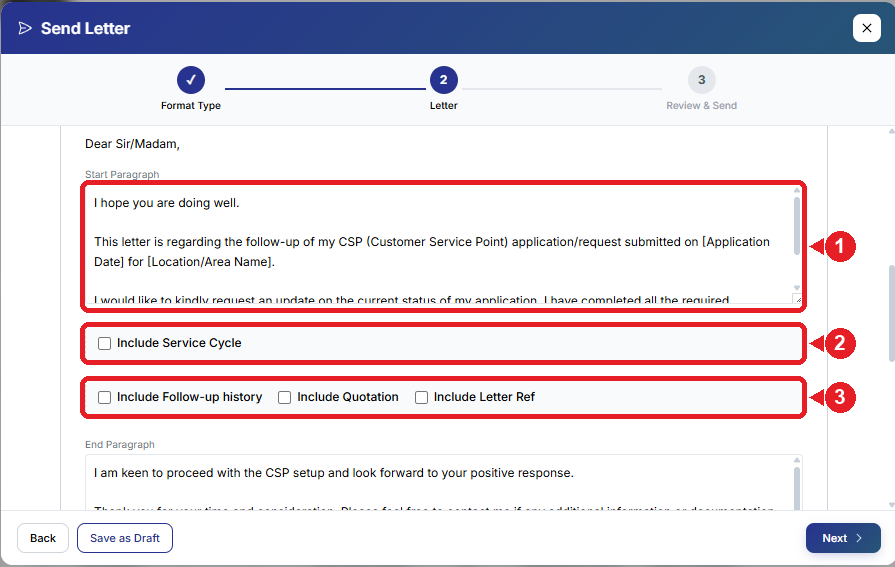 Send Letter
2
3
Format Type
Letter
Review & Send
Dear Sir/Madam,
Start Paragraph
I hope you are doing well.
This letter is regarding the follow-up of my CSP (Customer Service Point) application/request submitted on [Application
Date] for [Location/Area Name].
I would like to kindly request an update on the current status of my application. I have completed all the required
1
Include Service Cycle
2
Include Follow-up history
Include Quotation
Include Letter Ref
3
End Paragraph
I am keen to proceed with the CSP setup and look forward to your positive response.
Thank you for your time and consideration. Please feel free to contact me if any additional information or documentation
Back
Save as Draft
Next